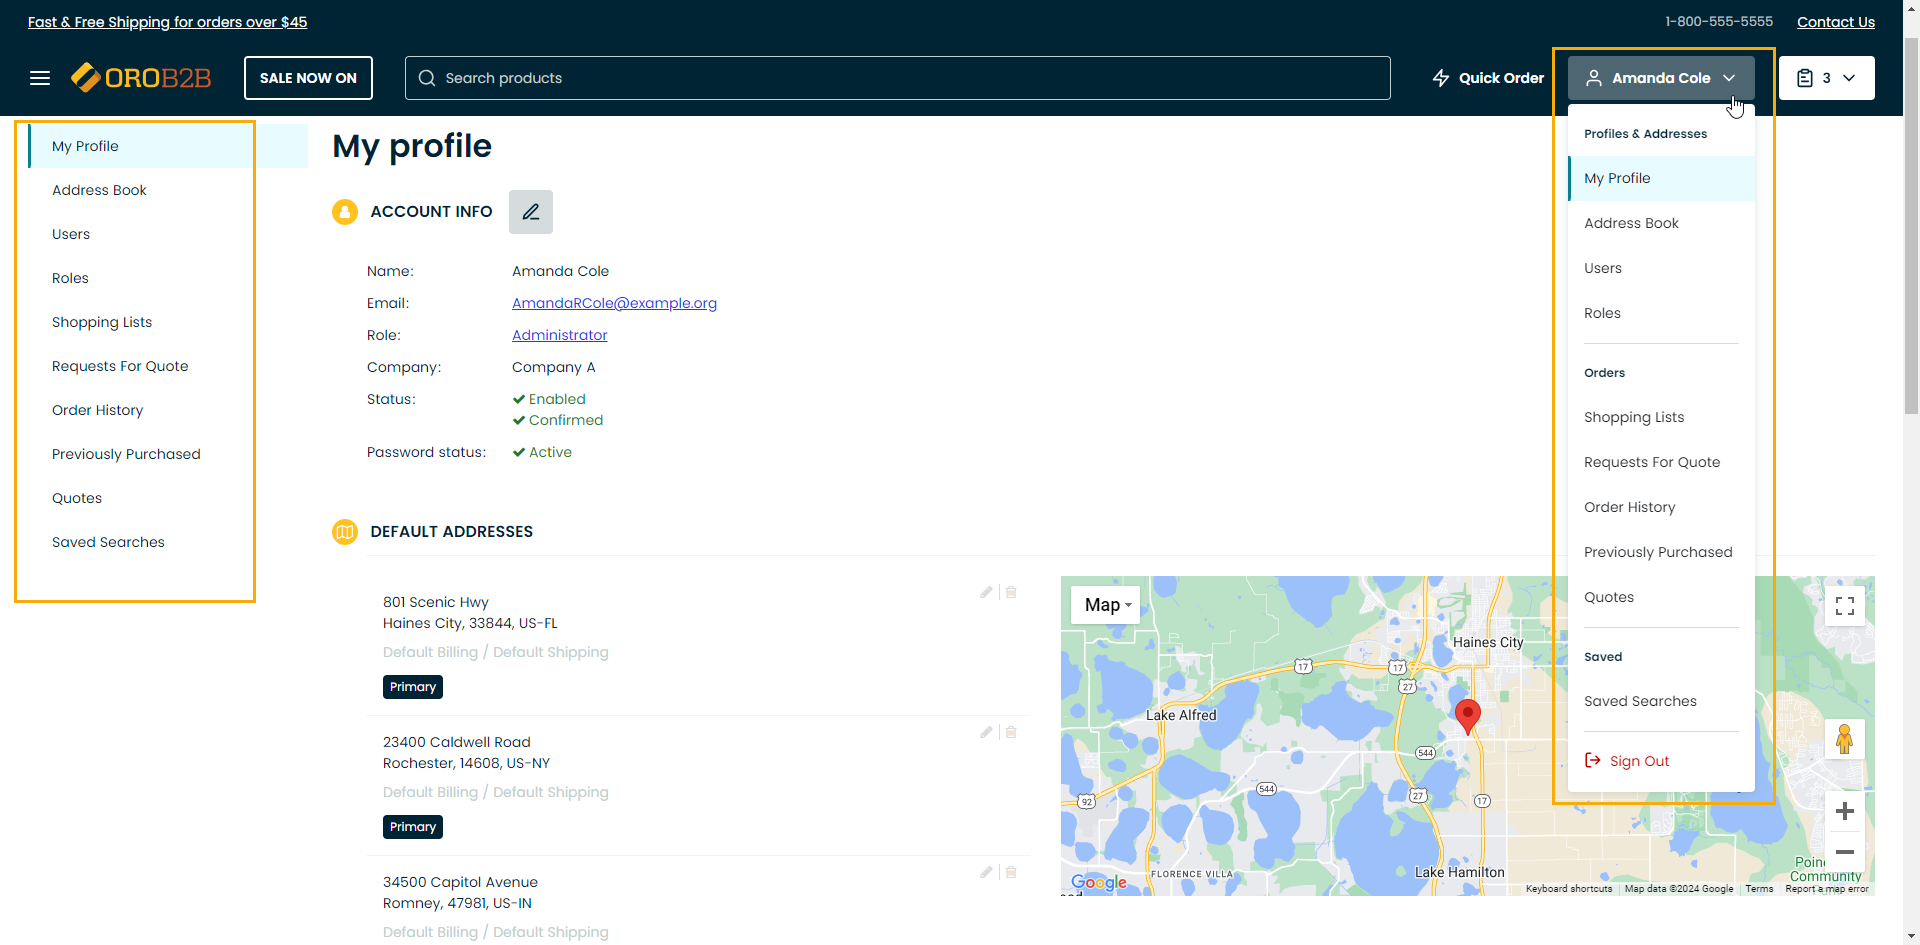 Fast & Free Shipping for orders over $45
1-800-555-5555
Contact Us
OROB2B
SALE NOW ON
Search products
Quick Order
Amanda Cole
3
My Profile
Address Book
Users
Roles
Shopping Lists
Requests For Quote
Order History
Previously Purchased
Quotes
Saved Searches
My profile
ACCOUNT INFO
Name: Amanda Cole
Email: AmandaRCole@example.org
Role: Administrator
Company: Company A
Status: Enabled
Confirmed
Password status: Active
DEFAULT ADDRESSES
801 Scenic Hwy
Haines City, 33844, US-FL
Default Billing / Default Shipping
Primary
23400 Caldwell Road
Rochester, 14608, US-NY
Default Billing / Default Shipping
Primary
34500 Capitol Avenue
Romney, 47981, US-IN
Default Billing / Default Shipping
Profiles & Addresses
My Profile
Address Book
Users
Roles
Orders
Shopping Lists
Requests For Quote
Order History
Previously Purchased
Quotes
Saved
Saved Searches
Sign Out
Map
Haines City
17
17
27
Lake Alfred
544
544
27
17
92
FLORENCE VILLA
Lake Hamilton
Community
Google
Keyboard shortcuts
Map data ©2024 Google
Terms
Report a map error